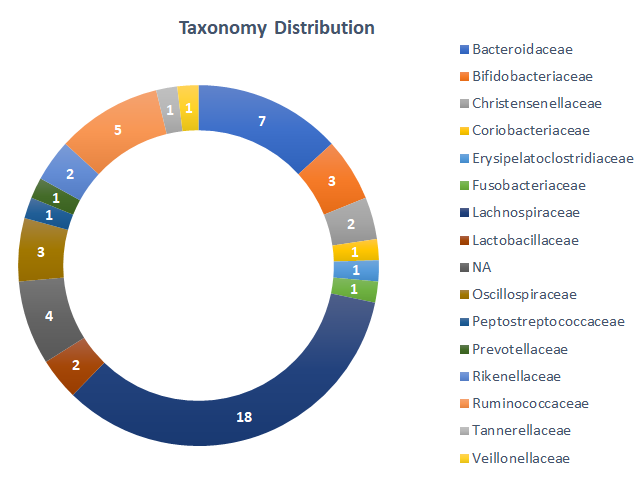 Taxonomy Distribution
7
3
2
1
1
1
18
2
4
3
1
1
2
5
1
1
Bacteroidaceae
Bifidobacteriaceae
Christensenellaceae
Coriobacteriaceae
Erysipelatoclostridiaceae
Fusobacteriaceae
Lachnospiraceae
Lactobacillaceae
NA
Oscillospiraceae
Peptostreptococcaceae
Prevotellaceae
Rikenellaceae
Ruminococcaceae
Tannerellaceae
Veillonellaceae